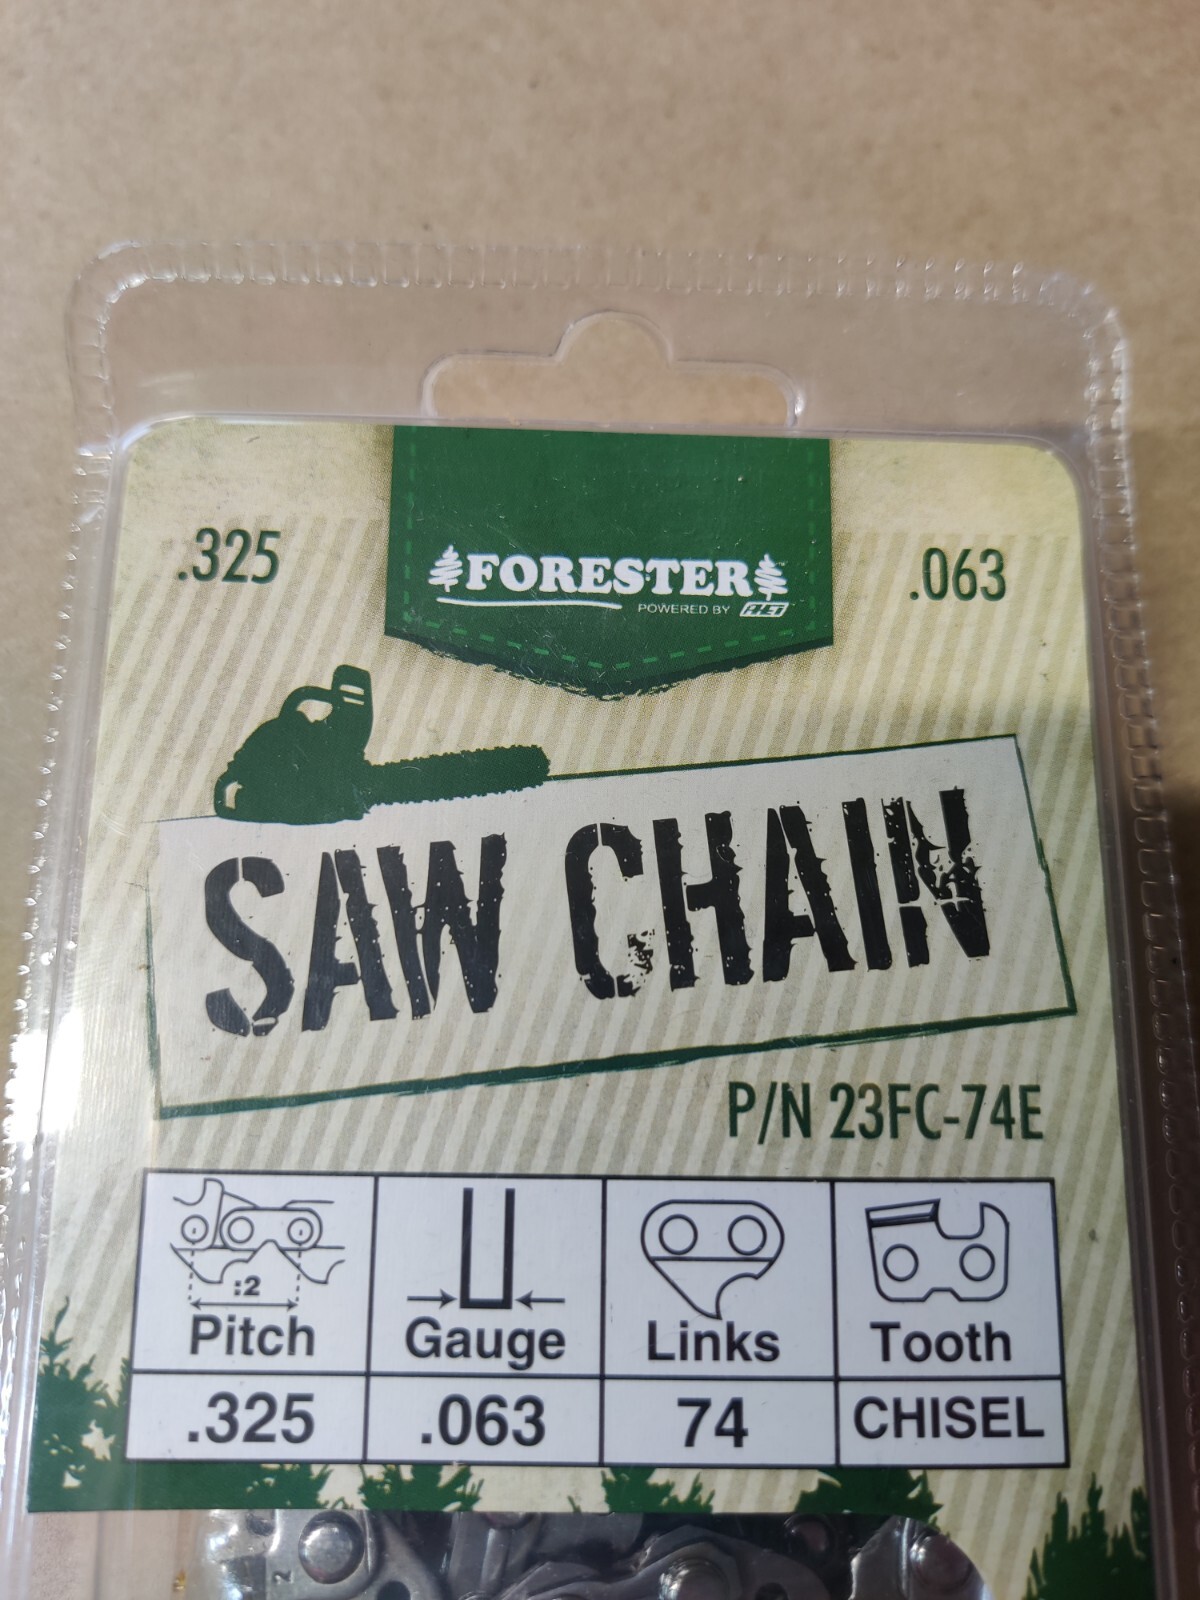 .325
.063
FORESTER
POWERED BY
SAW CHAIN
P/N 23FC-74E
:2
Pitch Gauge Links Tooth
.325 .063 74 CHISEL